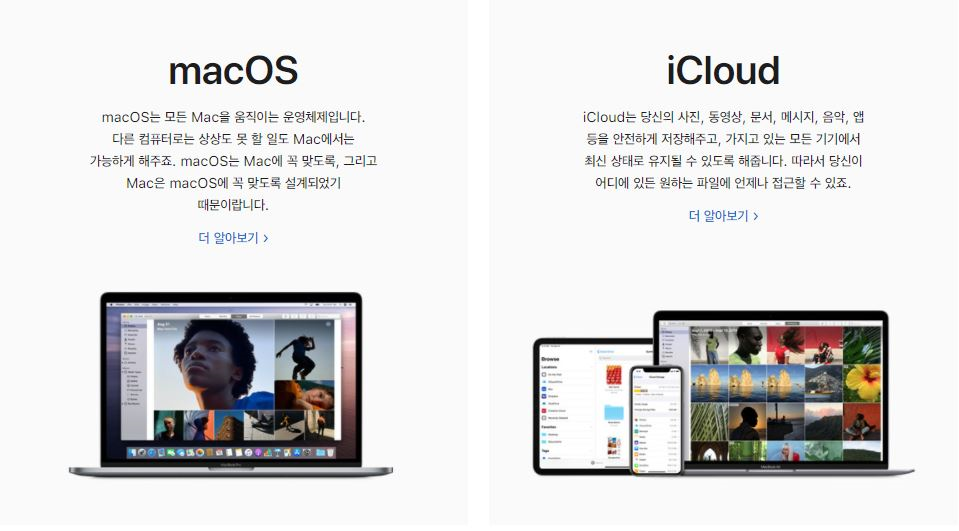 macOS
macOS는 모든 Mac을 움직이는 운영체제입니다.
다른 컴퓨터로는 상상도 못 할 일도 Mac에서는
가능하게 해주죠. macOS는 Mac에 꼭 맞도록, 그리고
Mac은 macOS에 꼭 맞도록 설계되었기
때문이랍니다.
더 알아보기 >
iCloud
iCloud는 당신의 사진, 동영상, 문서, 메시지, 음악, 앱
등을 안전하게 저장해주고, 가지고 있는 모든 기기에서
최신 상태로 유지될 수 있도록 해줍니다. 따라서 당신이
어디에 있든 원하는 파일에 언제나 접근할 수 있죠.
더 알아보기 >
MacBook Pro
Browse
Locations
Favorites
Tags
MacBook Air